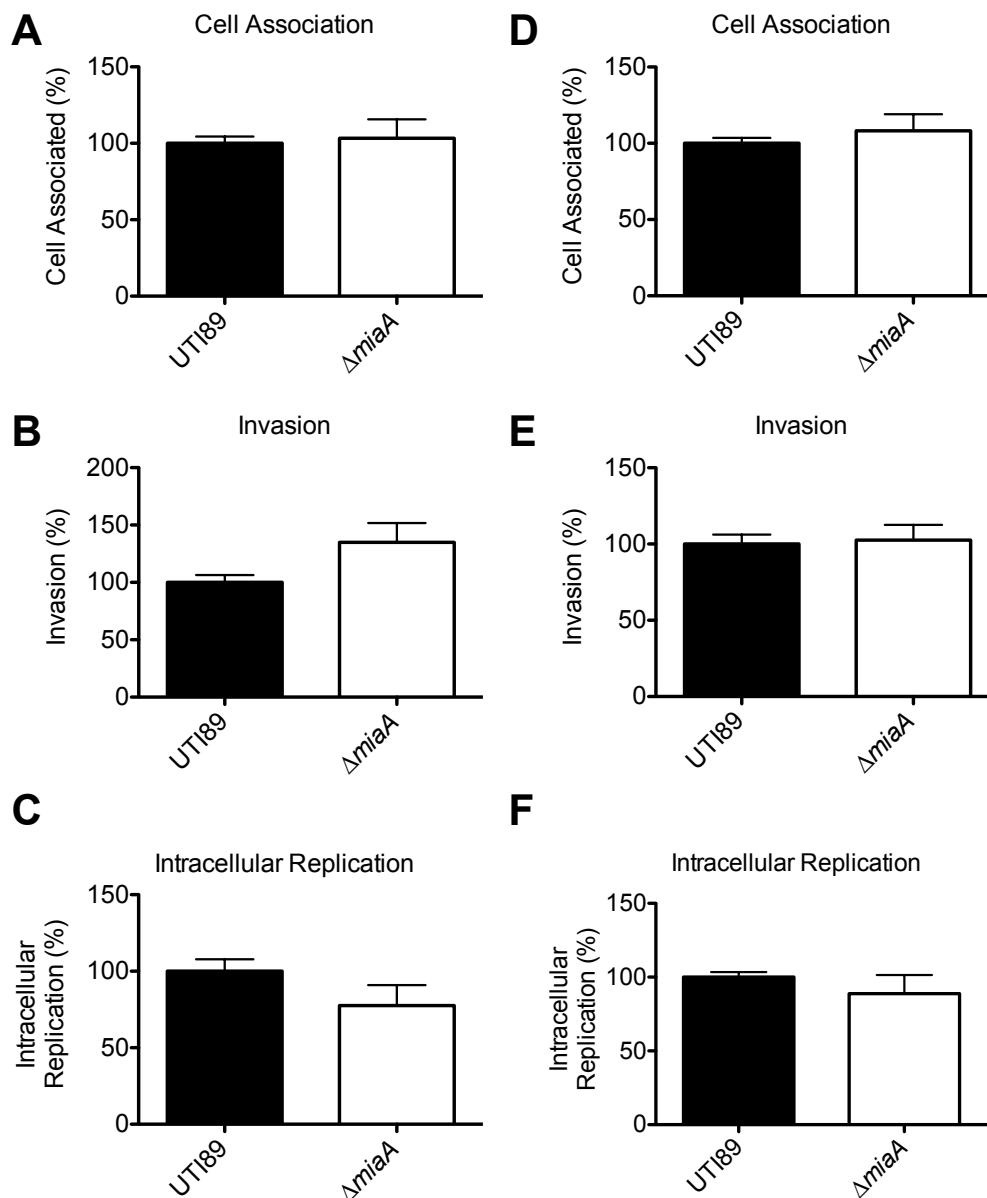 A
Cell Association
Cell Associated (%)
150
100
50
0
UTI89
ΔmiaA
D
Cell Association
Cell Associated (%)
150
100
50
0
UTI89
ΔmiaA
B
Invasion
Invasion (%)
200
150
100
50
0
UTI89
ΔmiaA
E
Invasion
Invasion (%)
150
100
50
0
UTI89
ΔmiaA
C
Intracellular Replication
Intracellular
Replication (%)
150
100
50
0
UTI89
ΔmiaA
F
Intracellular Replication
Intracellular
Replication (%)
150
100
50
0
UTI89
ΔmiaA